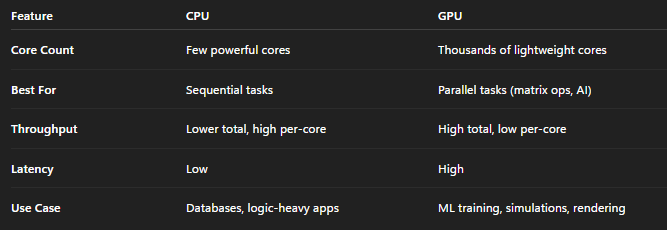 Feature CPU GPU
Core Count Few powerful cores Thousands of lightweight cores
Best For Sequential tasks Parallel tasks (matrix ops, AI)
Throughput Lower total, high per-core High total, low per-core
Latency Low High
Use Case Databases, logic-heavy apps ML training, simulations, rendering